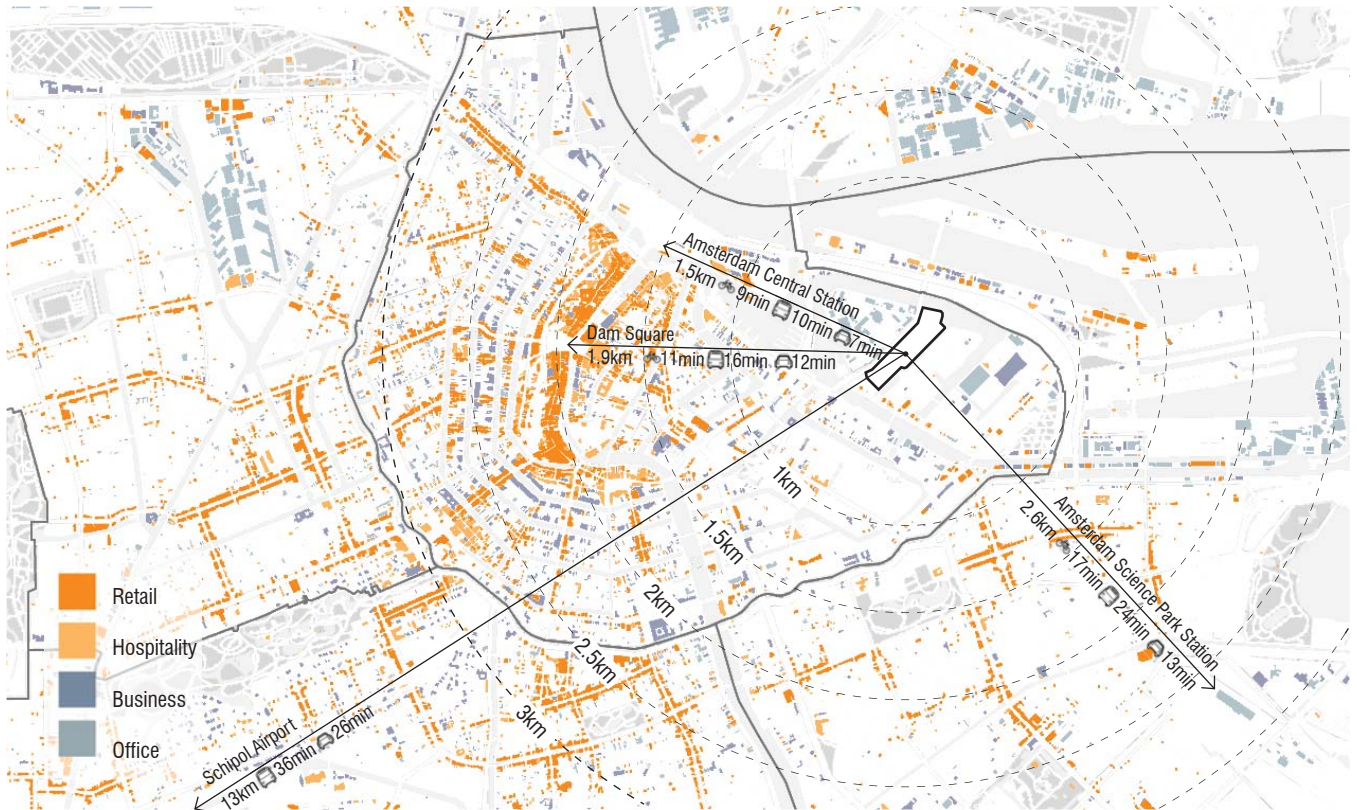 Amsterdam Central Station
1.5km 9min 10min 7min
Dam Square
1.9km 11min 16min 12min
1km
1.5km
2km
2.5km
3km
Amsterdam Science Park Station
2.6km 17min 24min 13min
Schipol Airport
13km 36min 26min
Retail
Hospitality
Business
Office